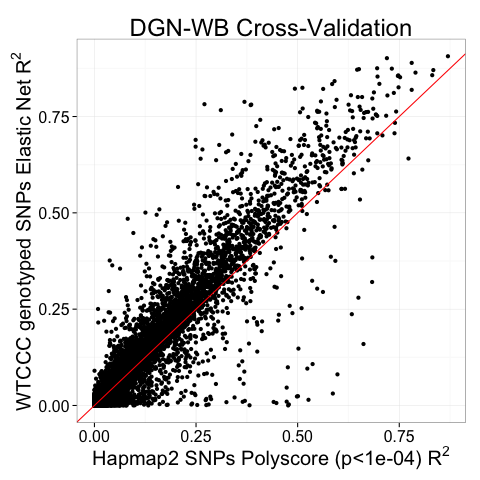 DGN-WB Cross-Validation
WTCCC genotyped SNPs Elastic Net R²
0.75
0.50
0.25
0.00
0.00 0.25 0.50 0.75
Hapmap2 SNPs Polyscore (p<1e-04) R²